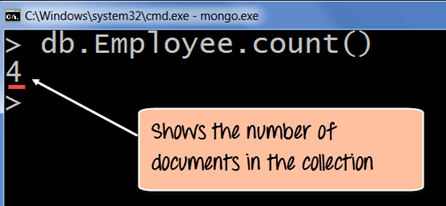 C:\Windows\system32\cmd.exe - mongo.exe
> db.Employee.count()
4
>
Shows the number of
documents in the collection